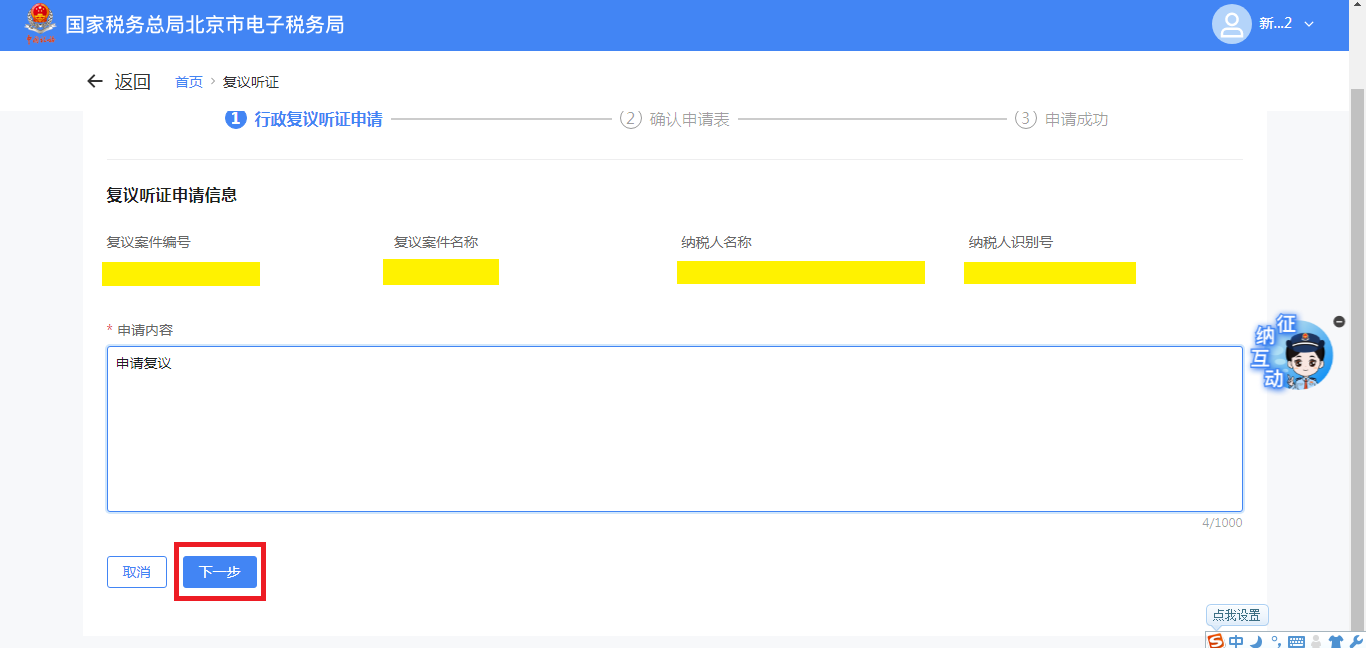 国家税务总局北京市电子税务局
新...2
返回 首页 > 复议听证
1 行政复议听证申请 2 确认申请表 3 申请成功
复议听证申请信息
复议案件编号 复议案件名称 纳税人名称 纳税人识别号
* 申请内容
申请复议
4/1000
取消 下一步
征纳互动
点我设置
中